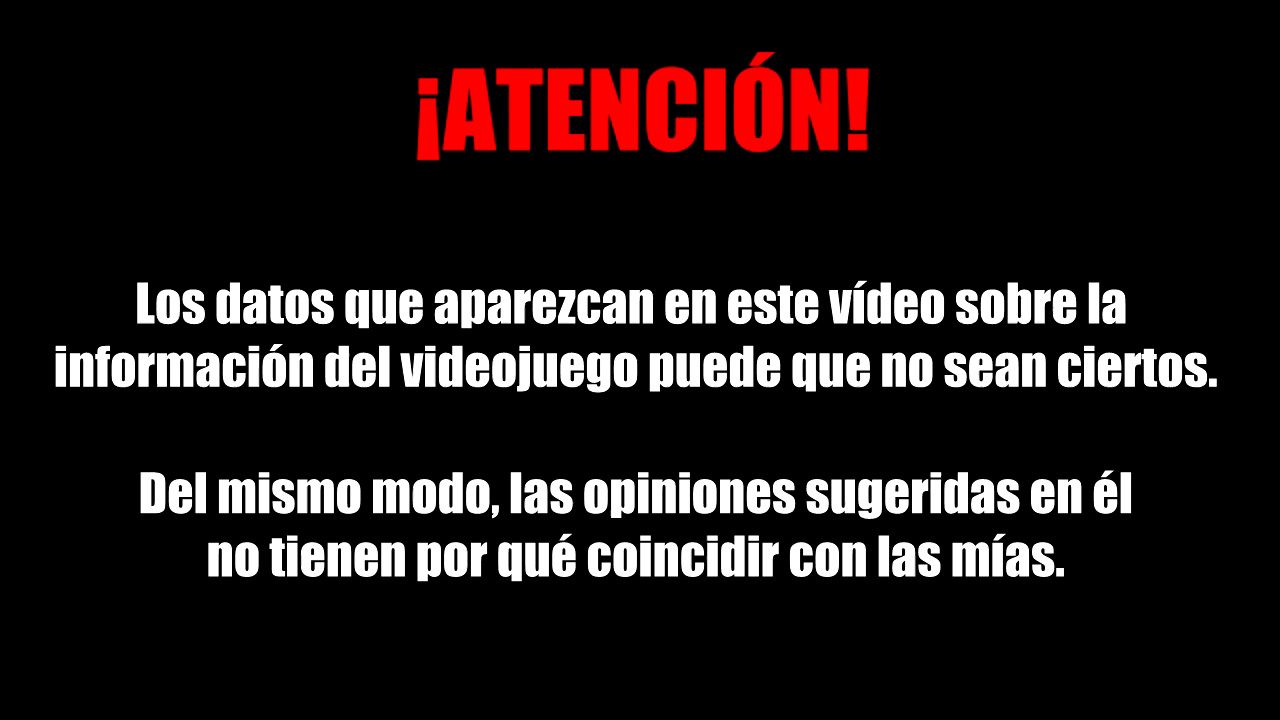 ¡ATENCIÓN!
Los datos que aparezcan en este vídeo sobre la
información del videojuego puede que no sean ciertos.
Del mismo modo, las opiniones sugeridas en él
no tienen por qué coincidir con las mías.